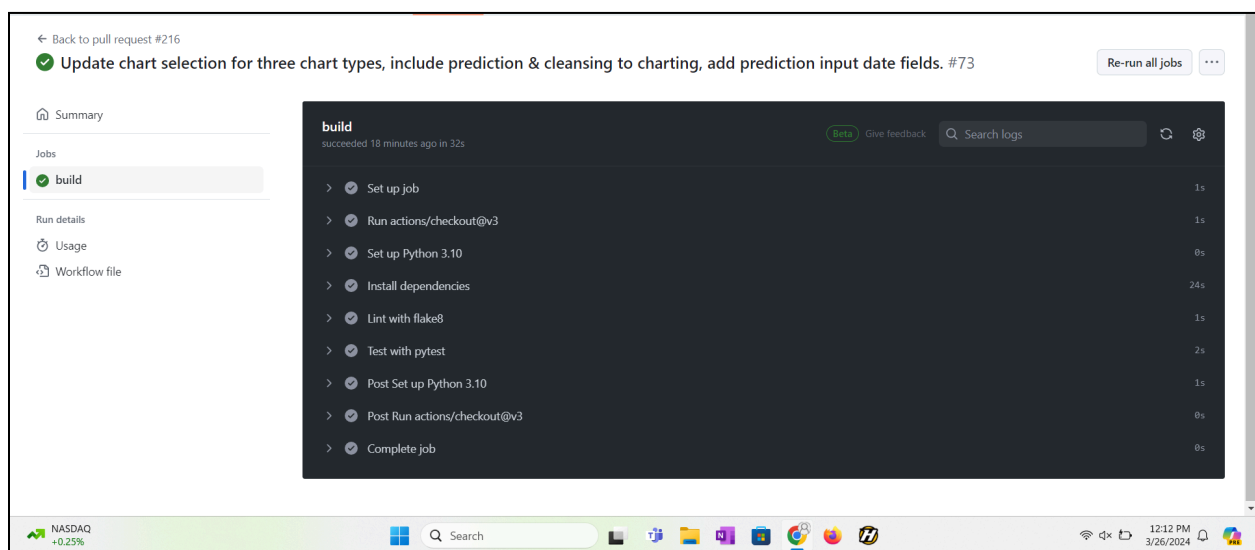 ← Back to pull request #216
Update chart selection for three chart types, include prediction & cleansing to charting, add prediction input date fields. #73
Re-run all jobs
Summary
Jobs
build
Run details
Usage
Workflow file
build
succeeded 18 minutes ago in 32s
Beta Give feedback
Search logs
Set up job 1s
Run actions/checkout@v3 1s
Set up Python 3.10 0s
Install dependencies 24s
Lint with flake8 1s
Test with pytest 2s
Post Set up Python 3.10 1s
Post Run actions/checkout@v3 0s
Complete job 0s
NASDAQ
+0.25%
Search
12:12 PM
3/26/2024
PRE